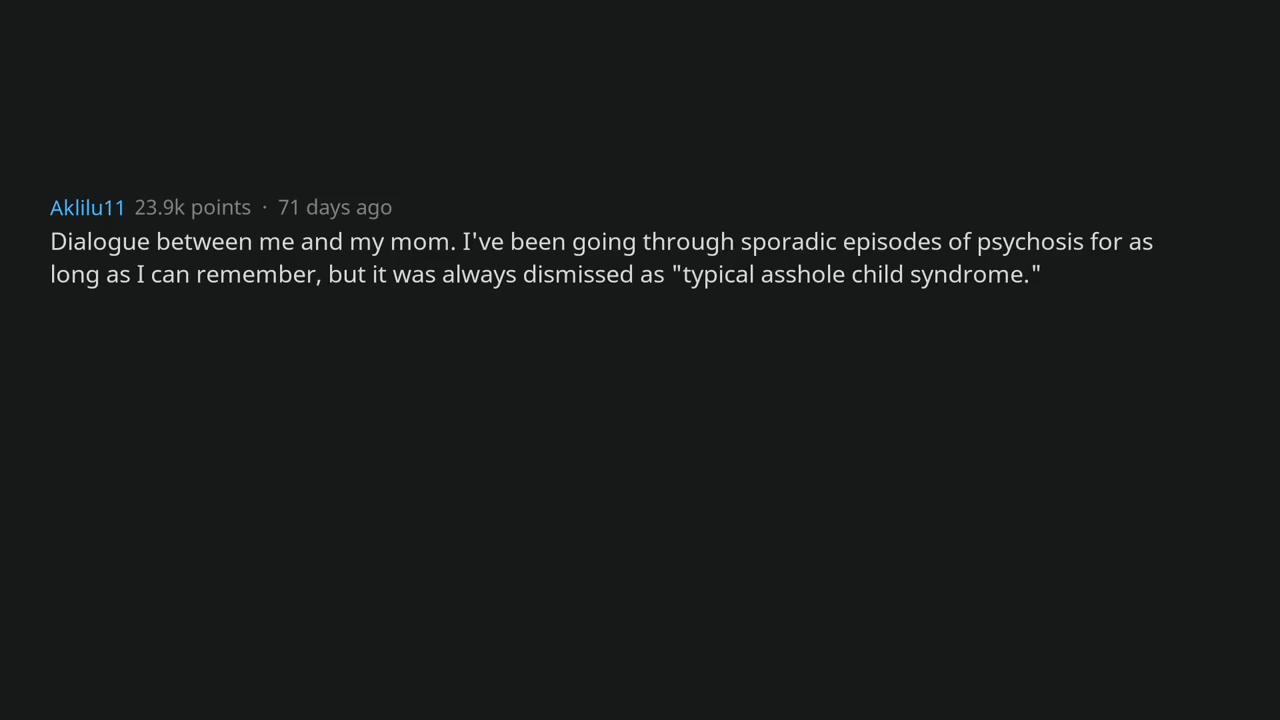 Aklilu11 23.9k points · 71 days ago
Dialogue between me and my mom. I've been going through sporadic episodes of psychosis for as
long as I can remember, but it was always dismissed as "typical asshole child syndrome."